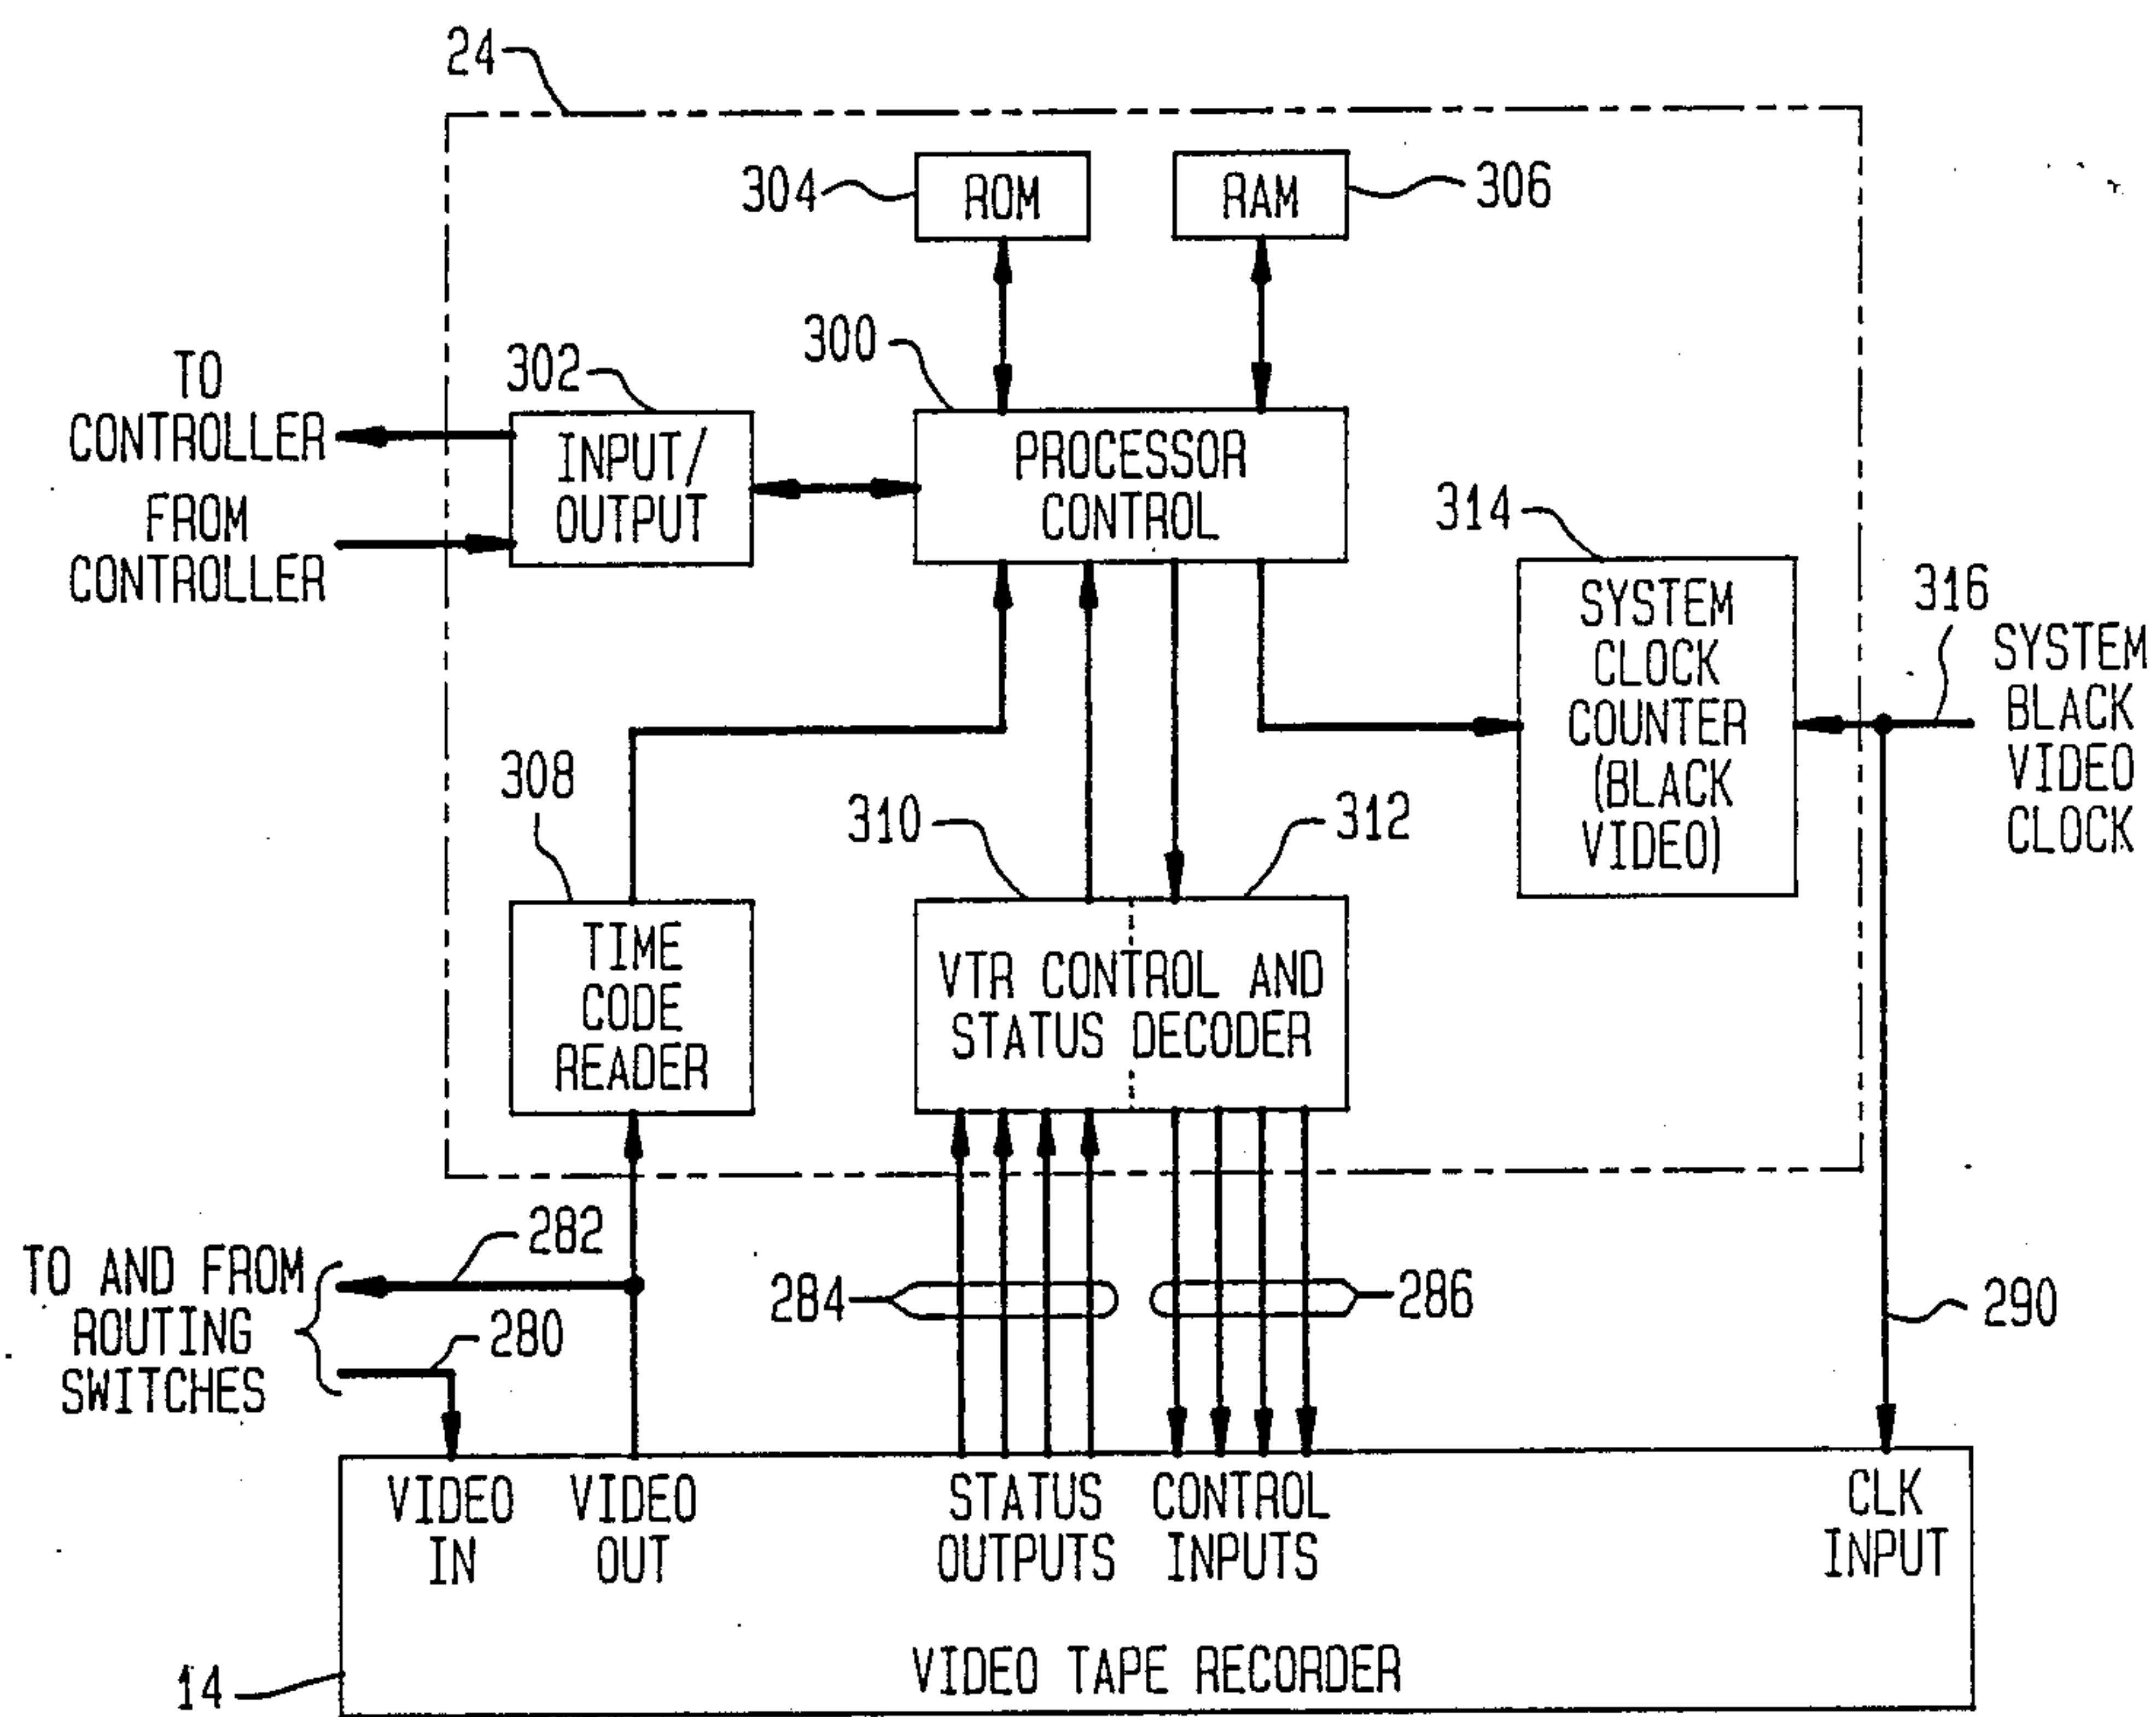 24
304
ROM
RAM
306
300
302
TO
CONTROLLER
FROM
CONTROLLER
INPUT/
OUTPUT
PROCESSOR
CONTROL
314
SYSTEM
CLOCK
COUNTER
(BLACK
VIDEO)
316
SYSTEM
BLACK
VIDEO
CLOCK
308
TIME
CODE
READER
310
312
VTR CONTROL AND
STATUS DECODER
282
TO AND FROM
ROUTING
SWITCHES
280
284
286
290
VIDEO
IN
VIDEO
OUT
STATUS
OUTPUTS
CONTROL
INPUTS
CLK
INPUT
VIDEO TAPE RECORDER
14